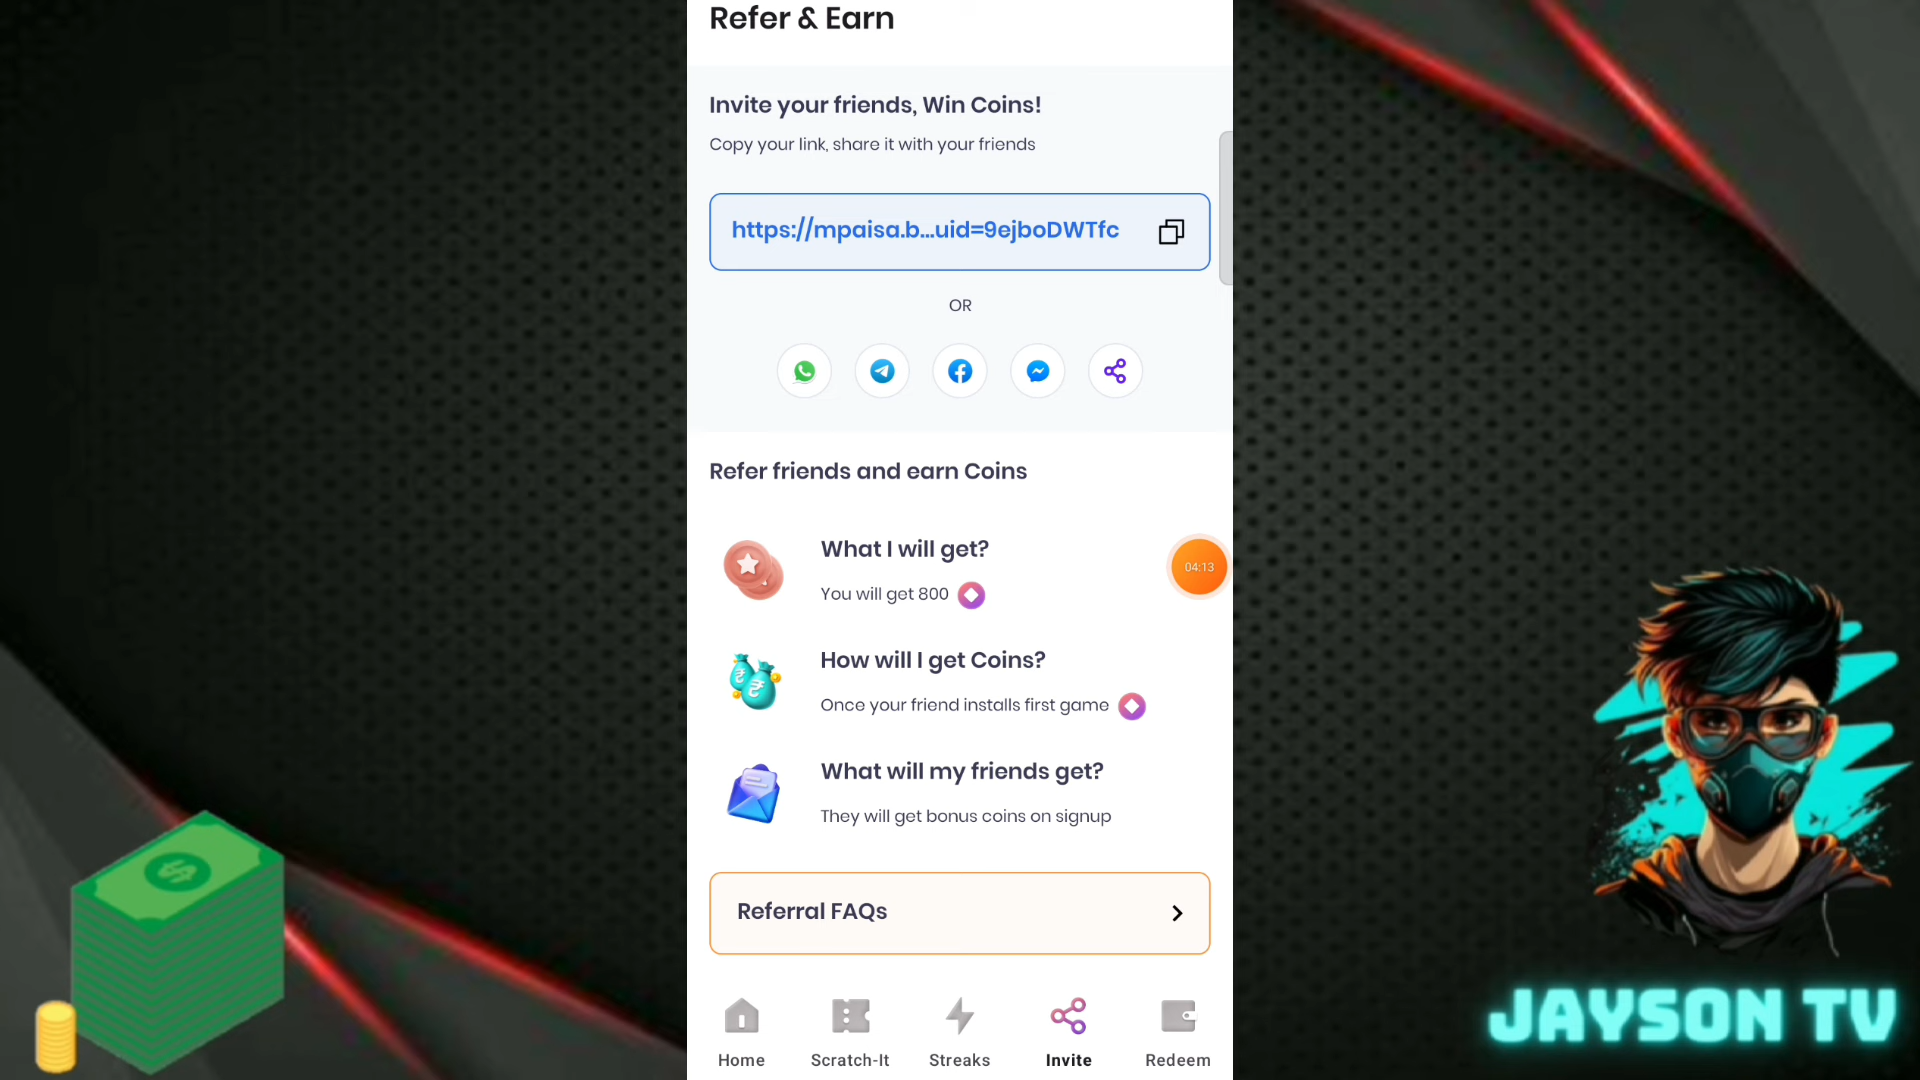 Refer & Earn
Invite your friends, Win Coins!
Copy your link, share it with your friends
https://mpaisa.b...uid=9ejboDWTfc
OR
Refer friends and earn Coins
What I will get?
You will get 800
04:13
How will I get Coins?
Once your friend installs first game
What will my friends get?
They will get bonus coins on signup
Referral FAQs
Home
Scratch-It
Streaks
Invite
Redeem
JAYSON TV